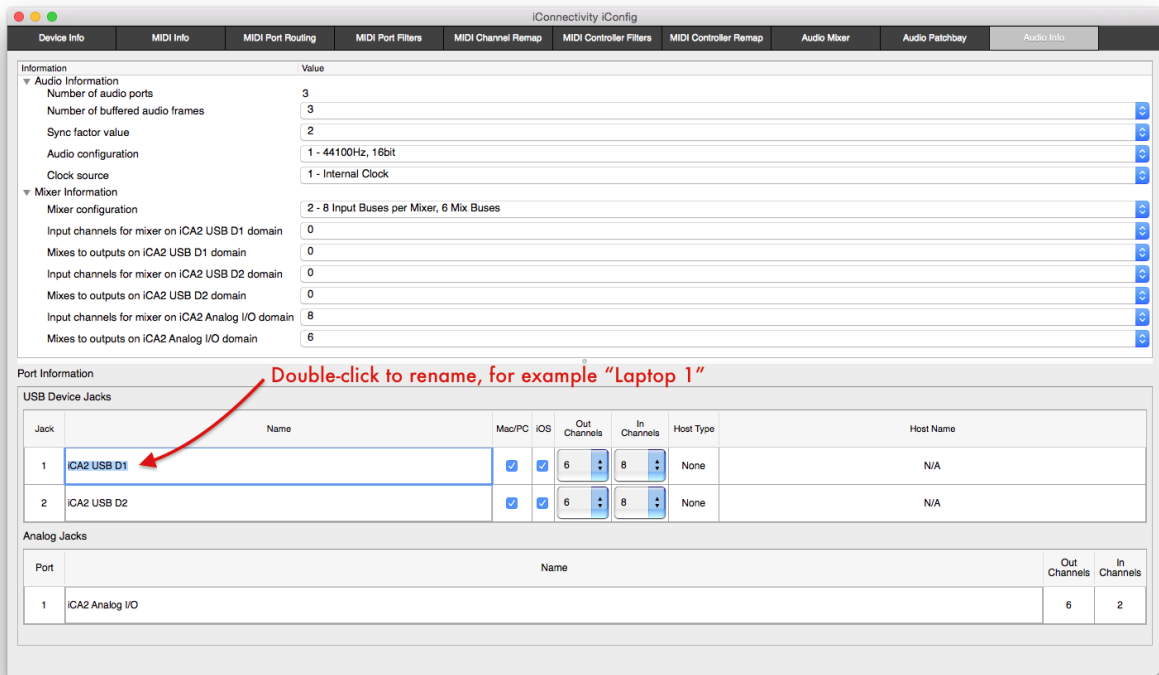 iConnectivity iConfig
Device Info MIDI Info MIDI Port Routing MIDI Port Filters MIDI Channel Remap MIDI Controller Filters MIDI Controller Remap Audio Mixer Audio Patchbay Audio Info
Information Value
Audio Information
Number of audio ports 3
Number of buffered audio frames 3
Sync factor value 2
Audio configuration 1 - 44100Hz, 16bit
Clock source 1 - Internal Clock
Mixer Information
Mixer configuration 2 - 8 Input Buses per Mixer, 6 Mix Buses
Input channels for mixer on iCA2 USB D1 domain 0
Mixes to outputs on iCA2 USB D1 domain 0
Input channels for mixer on iCA2 USB D2 domain 0
Mixes to outputs on iCA2 USB D2 domain 0
Input channels for mixer on iCA2 Analog I/O domain 8
Mixes to outputs on iCA2 Analog I/O domain 6
Port Information
Double-click to rename, for example “Laptop 1”
USB Device Jacks
Jack Name Mac/PC iOS Out Channels In Channels Host Type Host Name
1 iCA2 USB D1 6 8 None N/A
2 iCA2 USB D2 6 8 None N/A
Analog Jacks
Port Name Out Channels In Channels
1 iCA2 Analog I/O 6 2